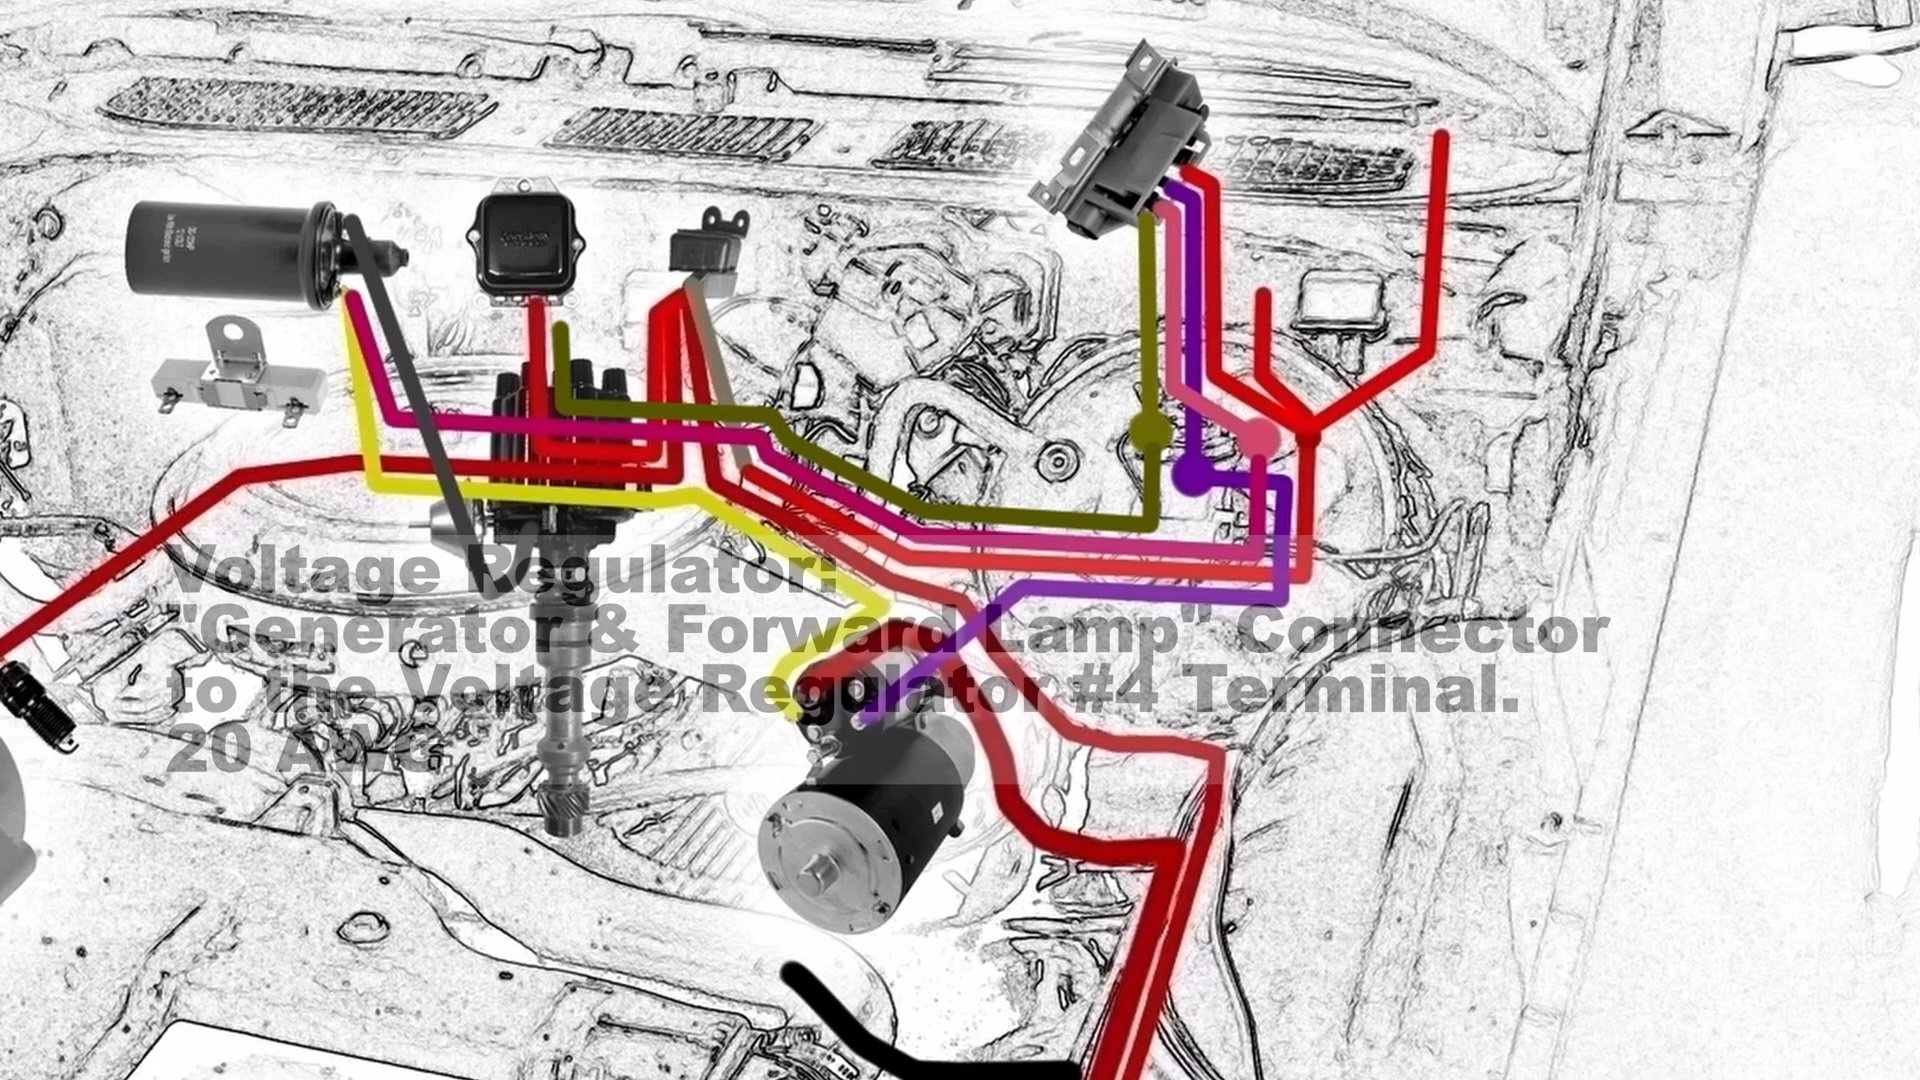 Voltage Regulator:
"Generator & Forward Lamp" Connector
to the Voltage Regulator #4 Terminal.
20 AWG